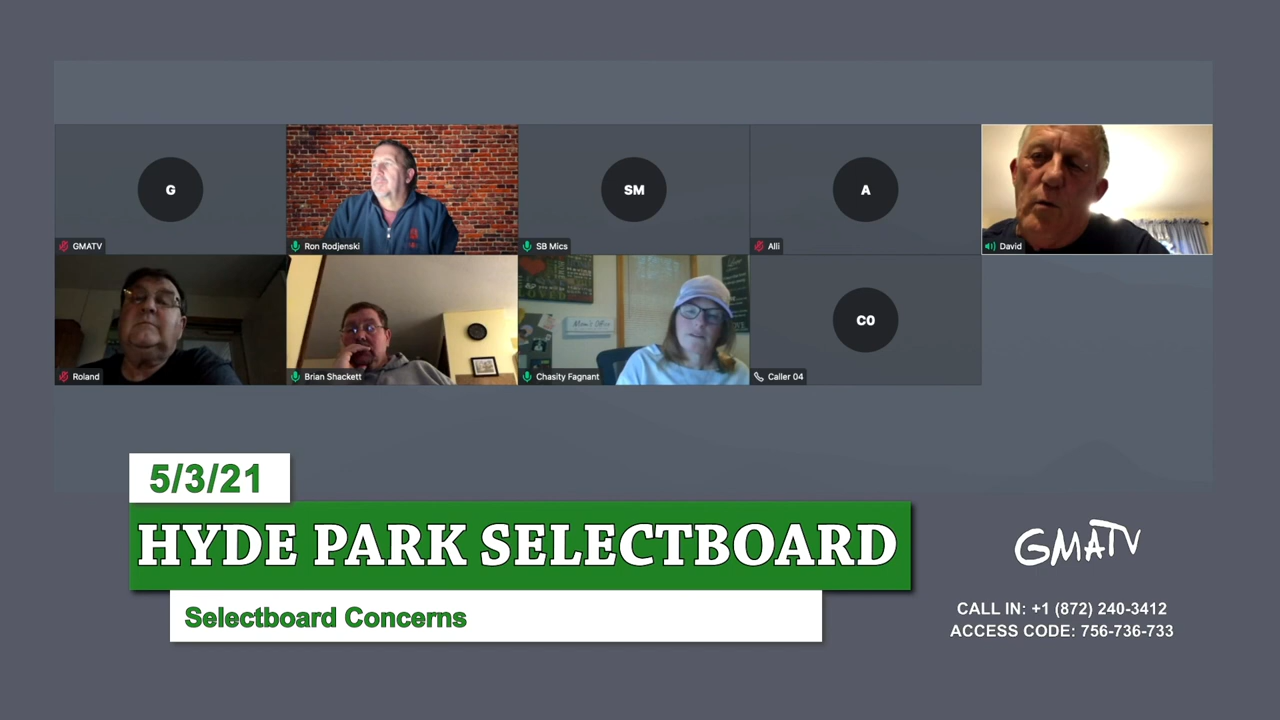 G
SM
A
GMATV
Ron Rodjenski
SB Mics
Alli
David
C0
Roland
Brian Shackett
Chasity Fagnant
Caller 04
5/3/21
HYDE PARK SELECTBOARD
Selectboard Concerns
GMATV
CALL IN: +1 (872) 240-3412
ACCESS CODE: 756-736-733